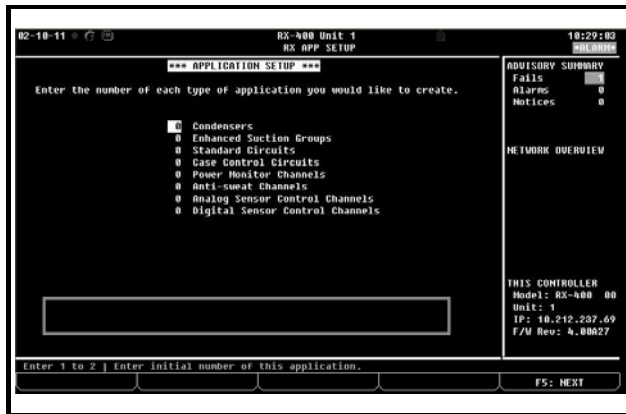 02-10-11
RX-400 Unit 1
10:29:03
RX APP SETUP
*ALARM*
*** APPLICATION SETUP ***
Enter the number of each type of application you would like to create.
0 Condensers
0 Enhanced Suction Groups
0 Standard Circuits
0 Case Control Circuits
0 Power Monitor Channels
0 Anti-sweat Channels
0 Analog Sensor Control Channels
0 Digital Sensor Control Channels
ADVISORY SUMMARY
Fails 1
Alarms 0
Notices 0
NETWORK OVERVIEW
THIS CONTROLLER
Model: RX-400 00
Unit: 1
IP: 10.212.237.69
F/W Rev: 4.00A27
Enter 1 to 2 | Enter initial number of this application.
F5: NEXT